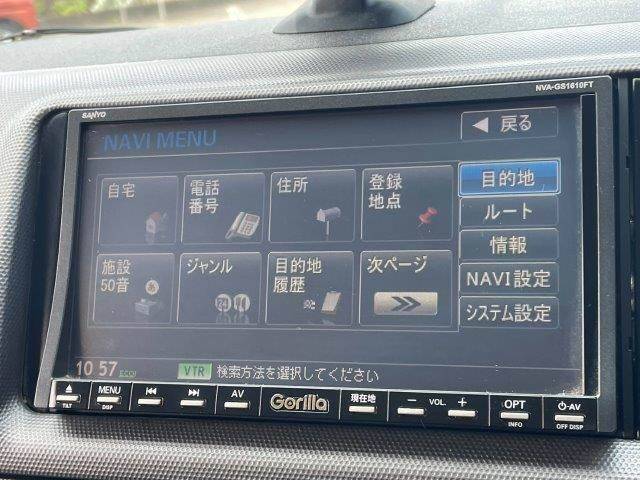 NVA-GS1610FT
SANYO
NAVI MENU
戻る
自宅
電話番号
住所
登録地点
目的地
ルート
情報
施設50音
ジャンル
目的地履歴
次ページ
NAVI設定
システム設定
10 57 ECO!
VTR 検索方法を選択してください
MENU
AV
Gorilla
現在地
− VOL. +
OPT
AV
TILT
DISP
INFO
OFF DISP